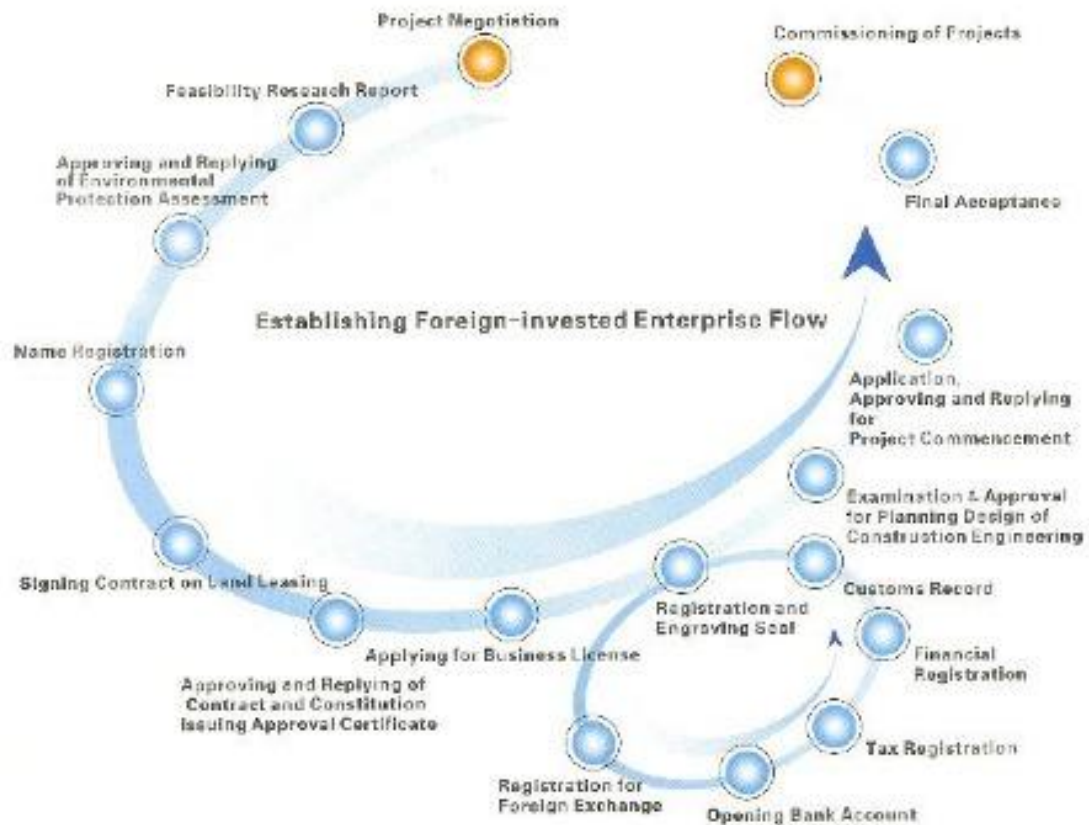 Project Negotiation
Commissioning of Projects
Feasibility Research Report
Approving and Replying
of Environmental
Protection Assessment
Final Acceptance
Establishing Foreign-invested Enterprise Flow
Name Registration
Application,
Approving and Replying
for
Project Commencement
Examination & Approval
for Planning Design of
Construction Engineering
Signing Contract on Land Leasing
Customs Record
Registration and
Engraving Seal
Applying for Business License
Financial
Registration
Approving and Replying of
Contract and Constitution
Issuing Approval Certificate
Tax Registration
Registration for
Foreign Exchange
Opening Bank Account